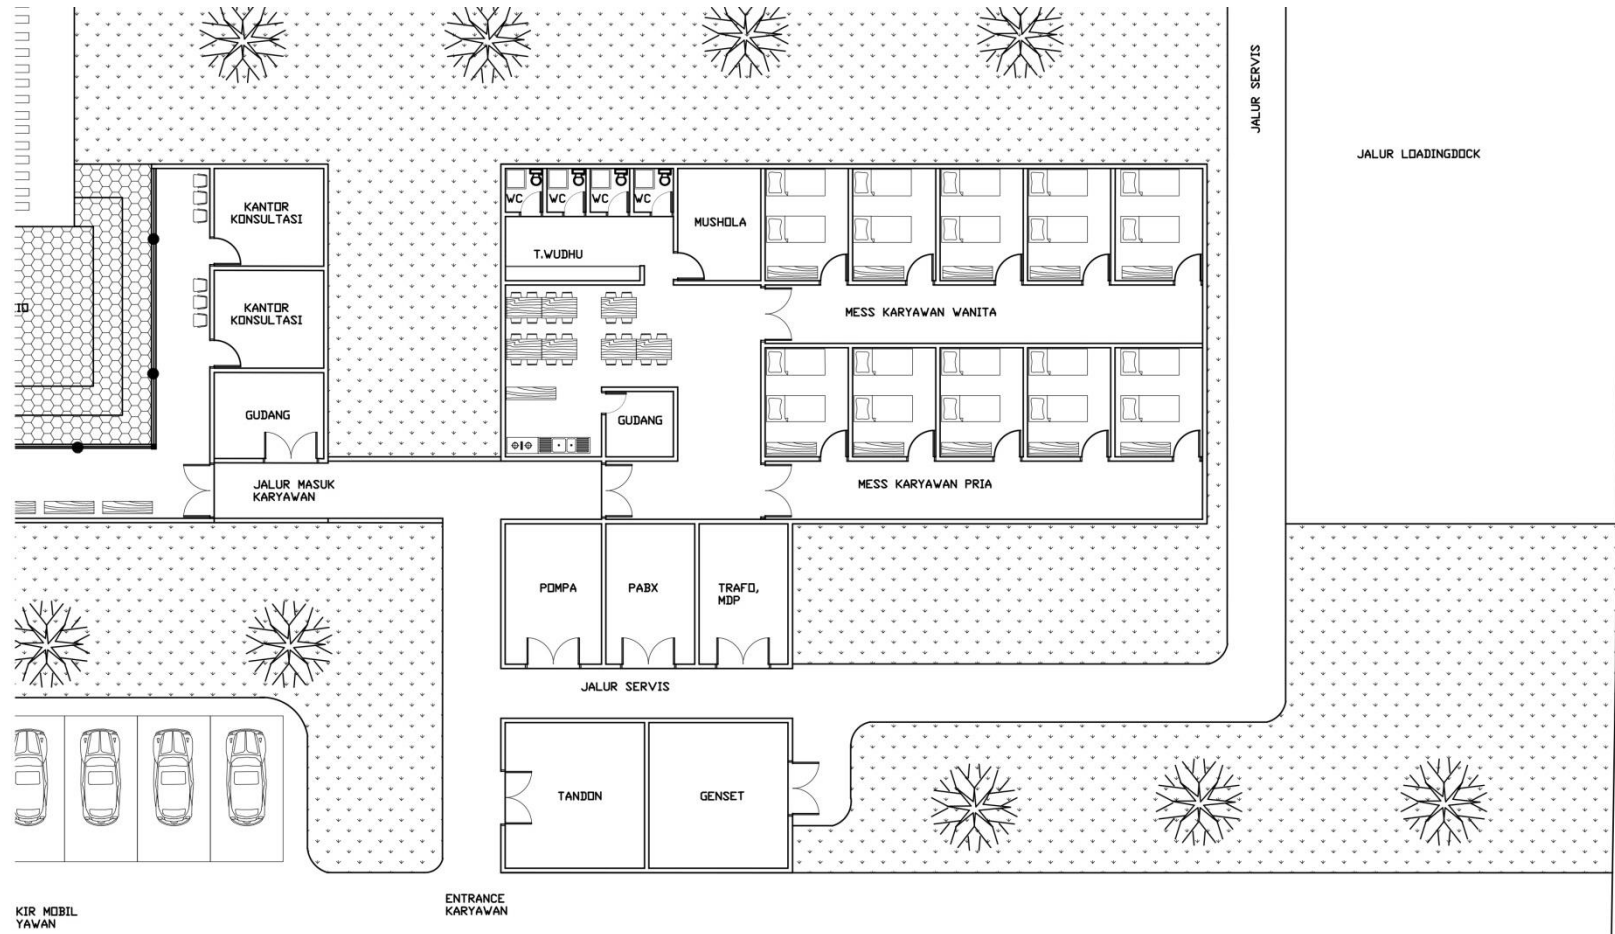 JALUR SERVIS
JALUR LOADINGDOCK
KANTOR
KONSULTASI
WC
WC
WC
WC
MUSHOLA
T.WUDHU
KANTOR
KONSULTASI
MESS KARYAWAN WANITA
GUDANG
GUDANG
JALUR MASUK
KARYAWAN
MESS KARYAWAN PRIA
POMPA
PABX
TRAFO,
MDP
JALUR SERVIS
TANDON
GENSET
ENTRANCE
KARYAWAN
KIR MOBIL
YAWAN